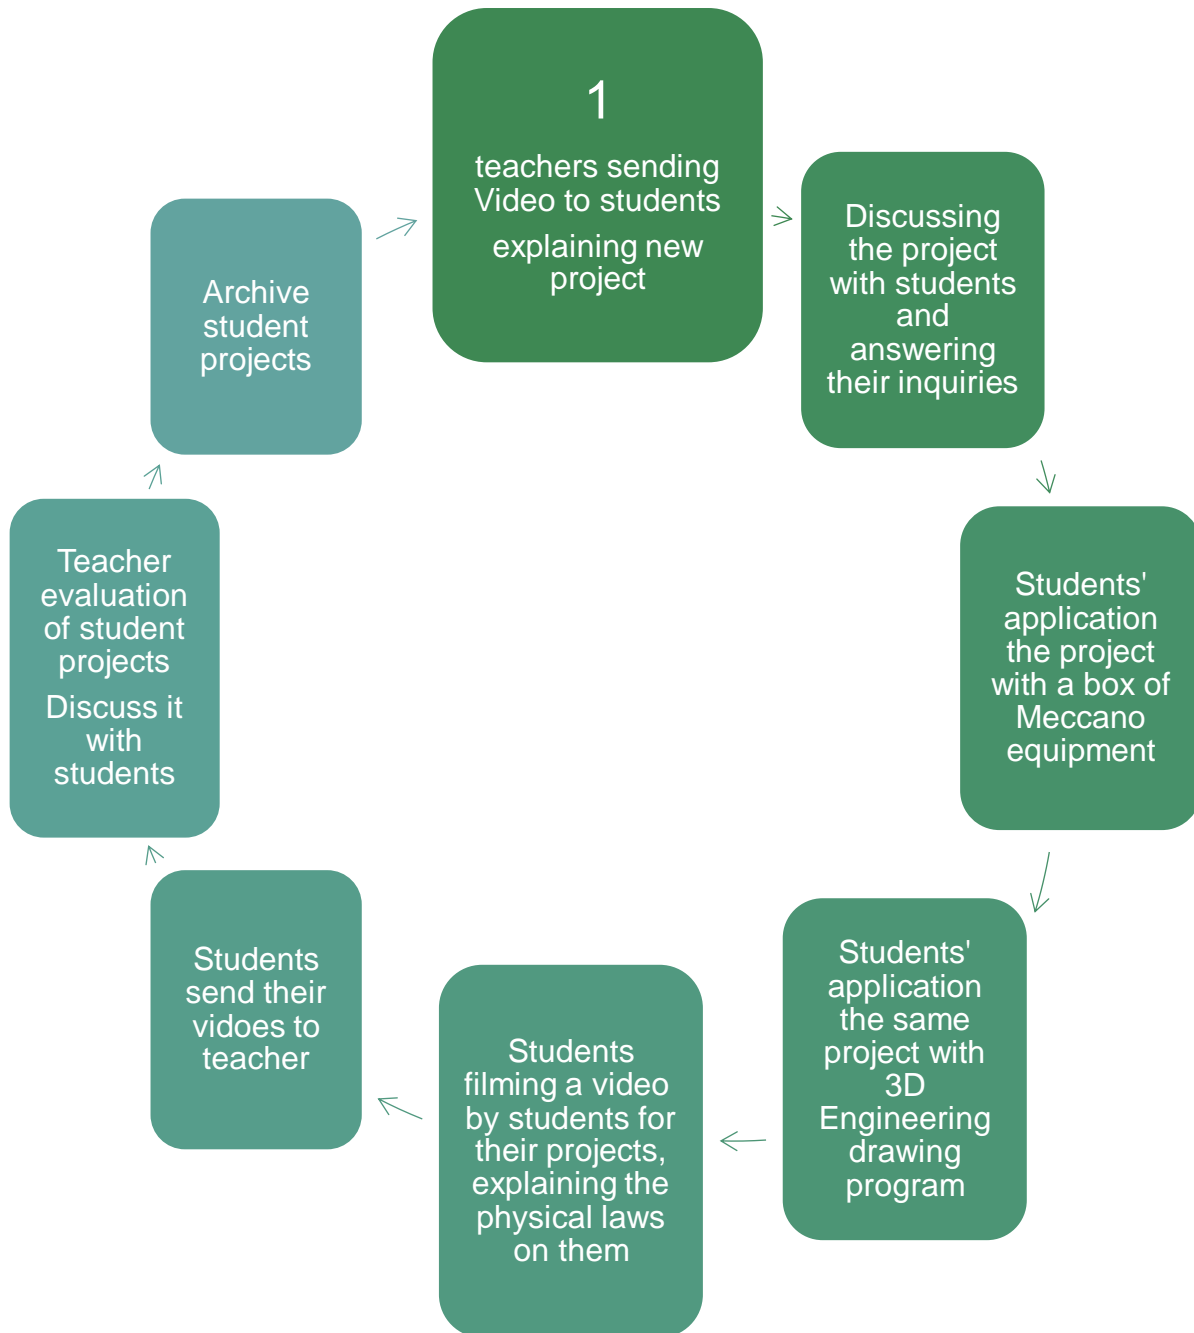 1
teachers sending
Video to students
explaining new
project
Discussing
the project
with students
and
answering
their inquiries
Students'
application
the project
with a box of
Meccano
equipment
Students'
application
the same
project with
3D
Engineering
drawing
program
Students
filming a video
by students for
their projects,
explaining the
physical laws
on them
Students
send their
vidoes to
teacher
Teacher
evaluation
of student
projects
Discuss it
with
students
Archive
student
projects